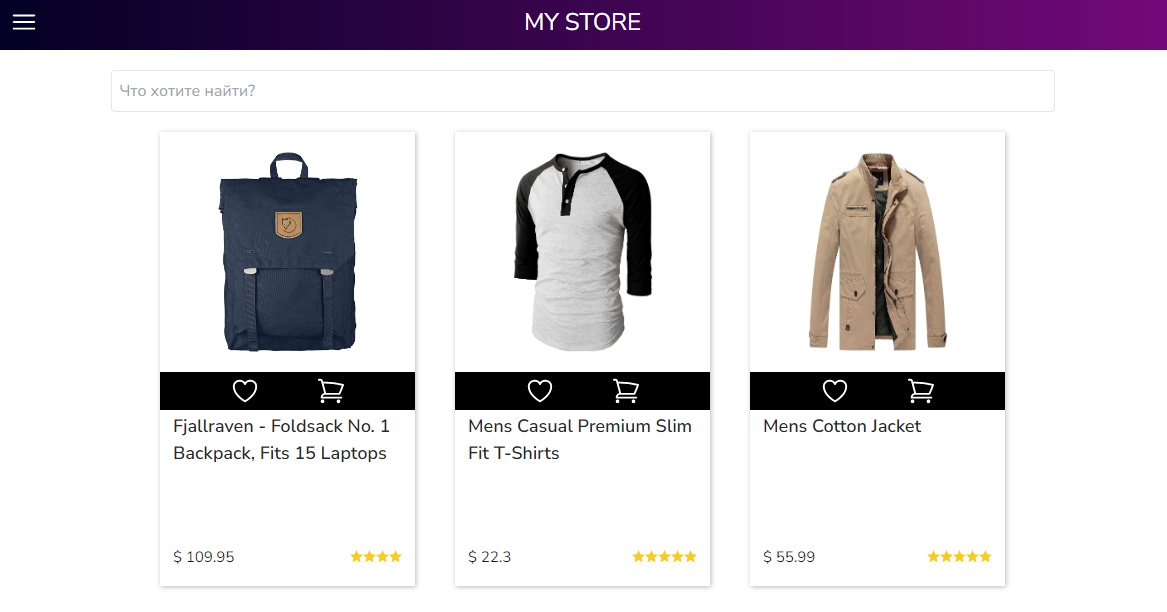 MY STORE
Что хотите найти?
Fjallraven - Foldsack No. 1
Backpack, Fits 15 Laptops
Mens Casual Premium Slim
Fit T-Shirts
Mens Cotton Jacket
$ 109.95
$ 22.3
$ 55.99